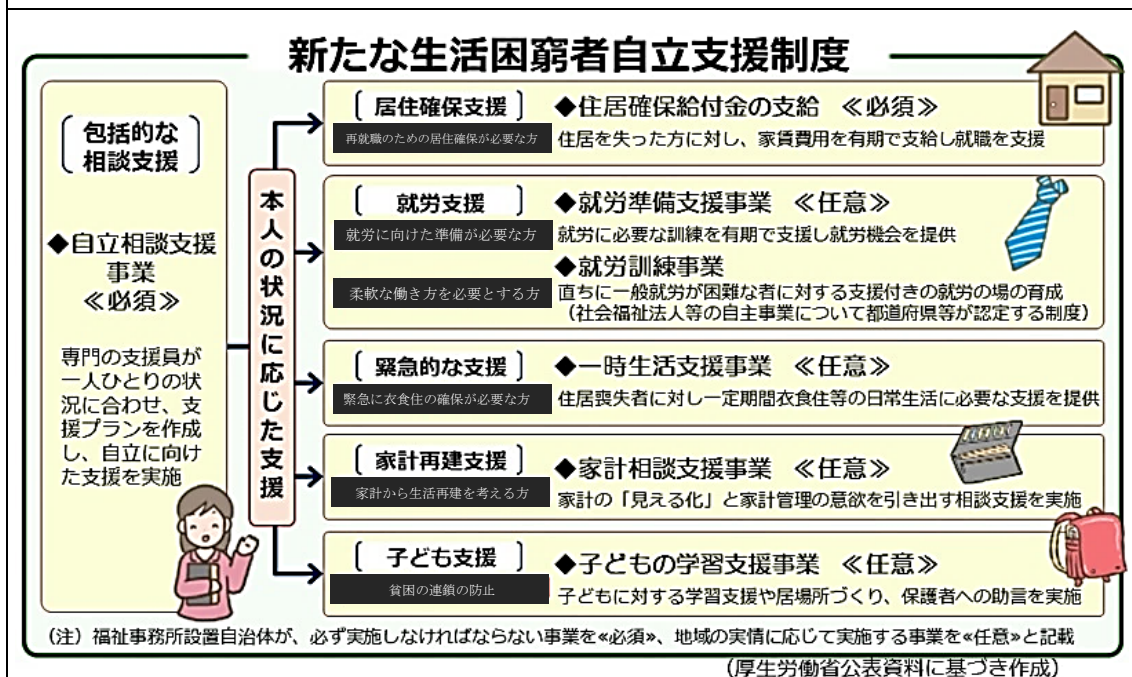 新たな生活困窮者自立支援制度
〔包括的な
相談支援〕
◆自立相談支援
事業
≪必須≫
専門の支援員が
一人ひとりの状
況に合わせ、支
援プランを作成
し、自立に向け
た支援を実施
本人の状況に応じた支援
〔居住確保支援〕
再就職のための居住確保が必要な方
◆住居確保給付金の支給 ≪必須≫
住居を失った方に対し、家賃費用を有期で支給し就職を支援
〔就労支援〕
就労に向けた準備が必要な方
◆就労準備支援事業 ≪任意≫
就労に必要な訓練を有期で支援し就労機会を提供
柔軟な働き方を必要とする方
◆就労訓練事業
直ちに一般就労が困難な者に対する支援付きの就労の場の育成
（社会福祉法人等の自主事業について都道府県等が認定する制度）
〔緊急的な支援〕
緊急に衣食住の確保が必要な方
◆一時生活支援事業 ≪任意≫
住居喪失者に対し一定期間衣食住等の日常生活に必要な支援を提供
〔家計再建支援〕
家計から生活再建を考える方
◆家計相談支援事業 ≪任意≫
家計の「見える化」と家計管理の意欲を引き出す相談支援を実施
〔子ども支援〕
貧困の連鎖の防止
◆子どもの学習支援事業 ≪任意≫
子どもに対する学習支援や居場所づくり、保護者への助言を実施
（注）福祉事務所設置自治体が、必ず実施しなければならない事業を≪必須≫、地域の実情に応じて実施する事業を≪任意≫と記載
（厚生労働省公表資料に基づき作成）